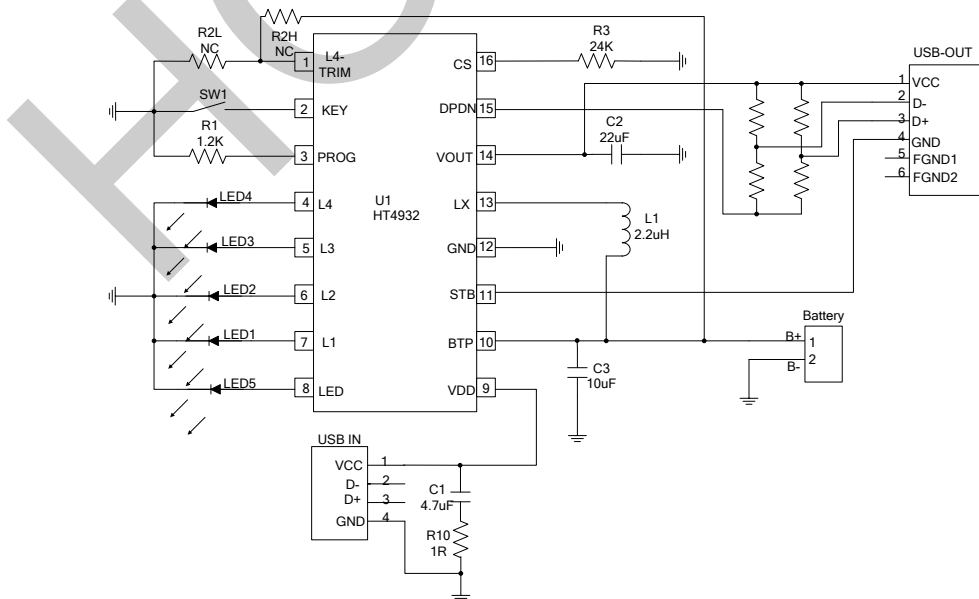 R2L
NC
R2H
NC
SW1
R1
1.2K
1
L4-
TRIM
2
KEY
3
PROG
4
L4
5
L3
6
L2
7
L1
8
LED
LED4
LED3
LED2
LED1
LED5
U1
HT4932
CS
16
DPDN
15
VOUT
14
LX
13
GND
12
STB
11
BTP
10
VDD
9
R3
24K
C2
22uF
L1
2.2uH
C3
10uF
USB-OUT
1
VCC
2
D-
3
D+
4
GND
5
FGND1
6
FGND2
Battery
B+
1
2
B-
USB IN
VCC
1
D-
2
D+
3
GND
4
C1
4.7uF
R10
1R